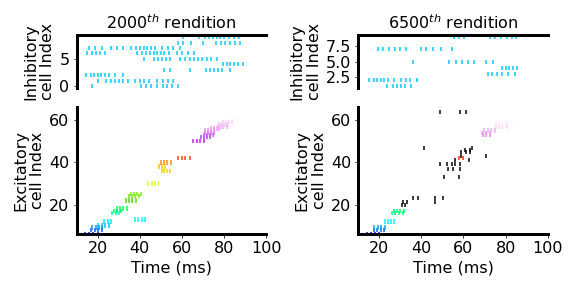 2000th rendition
6500th rendition
Inhibitory
cell Index
5
0
Inhibitory
cell Index
7.5
5.0
2.5
Excitatory
cell Index
60
40
20
Excitatory
cell Index
60
40
20
20 40 60 80 100
20 40 60 80 100
Time (ms)
Time (ms)